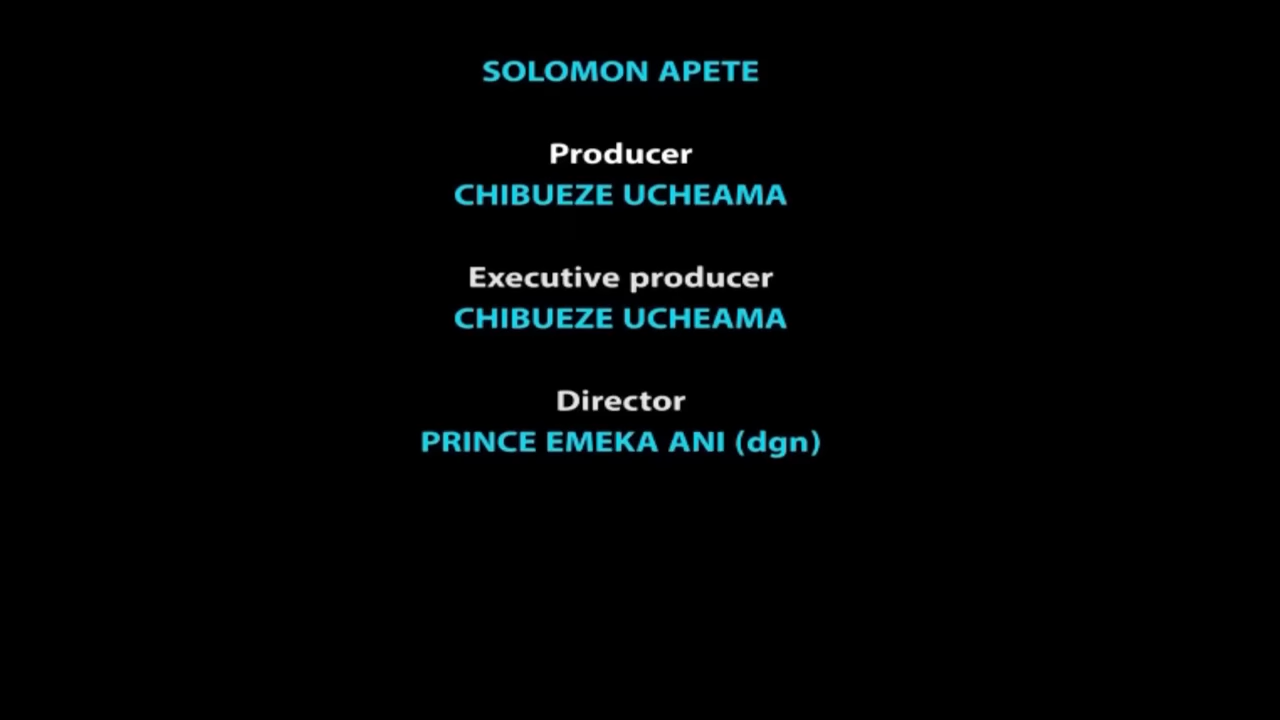 SOLOMON APETE
Producer
CHIBUEZE UCHEAMA
Executive producer
CHIBUEZE UCHEAMA
Director
PRINCE EMEKA ANI (dgn)